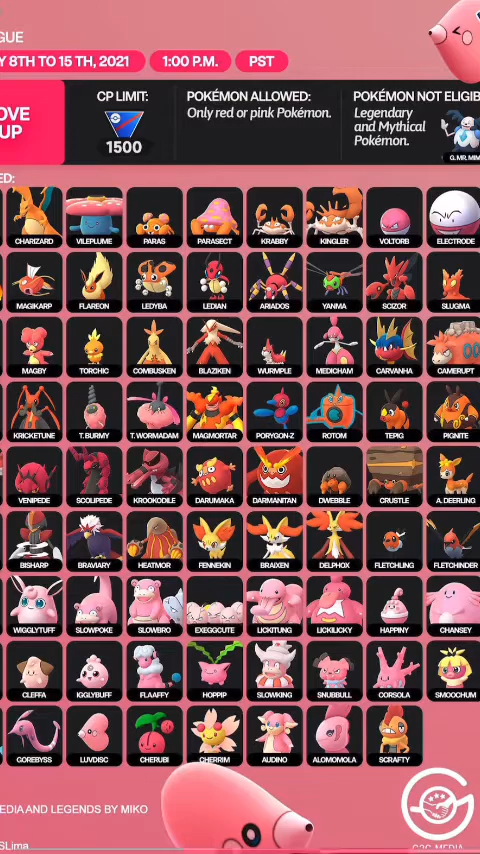 GUE
Y 8TH TO 15 TH, 2021
1:00 P.M.
PST
OVE
UP
CP LIMIT:
1500
POKÉMON ALLOWED:
Only red or pink Pokémon.
POKÉMON NOT ELIGIB
Legendary
and Mythical
Pokémon.
G. MR. MIM
ED:
CHARIZARD VILEPLUME PARAS PARASECT KRABBY KINGLER VOLTORB ELECTRODE
MAGIKARP FLAREON LEDYBA LEDIAN ARIADOS YANMA SCIZOR SLUGMA
MAGBY TORCHIC COMBUSKEN BLAZIKEN WURMPLE MEDICHAM CARVANHA CAMERUPT
KRICKETUNE T. BURMY T. WORMADAM MAGMORTAR PORYGON-Z ROTOM TEPIG PIGNITE
VENIPEDE SCOLIPEDE KROOKODILE DARUMAKA DARMANITAN DWEBBLE CRUSTLE A. DEERLING
BISHARP BRAVIARY HEATMOR FENNEKIN BRAIXEN DELPHOX FLETCHLING FLETCHINDER
WIGGLYTUFF SLOWPOKE SLOWBRO EXEGGCUTE LICKITUNG LICKILICKY HAPPINY CHANSEY
CLEFFA IGGLYBUFF FLAAFFY HOPPIP SLOWKING SNUBBULL CORSOLA SMOOCHUM
GOREBYSS LUVDISC CHERUBI CHERRIM AUDINO ALOMOMOLA SCRAFTY
EDIA AND LEGENDS BY MIKO
SLima
G2G MEDIA